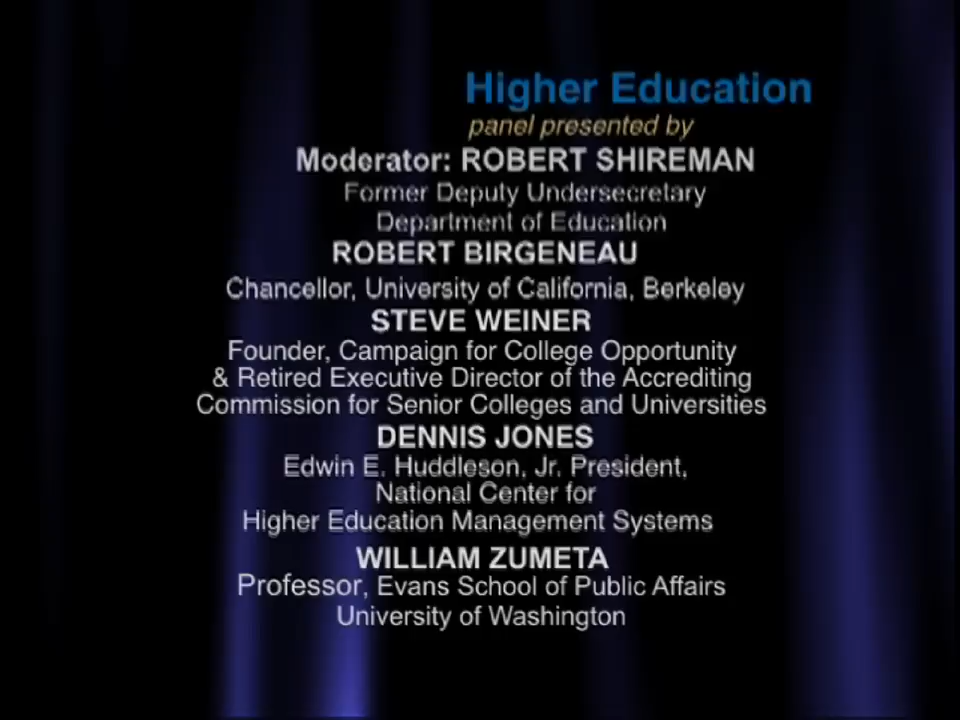 Higher Education
panel presented by
Moderator: ROBERT SHIREMAN
Former Deputy Undersecretary
Department of Education
ROBERT BIRGENEAU
Chancellor, University of California, Berkeley
STEVE WEINER
Founder, Campaign for College Opportunity
& Retired Executive Director of the Accrediting
Commission for Senior Colleges and Universities
DENNIS JONES
Edwin E. Huddleson, Jr. President,
National Center for
Higher Education Management Systems
WILLIAM ZUMETA
Professor, Evans School of Public Affairs
University of Washington